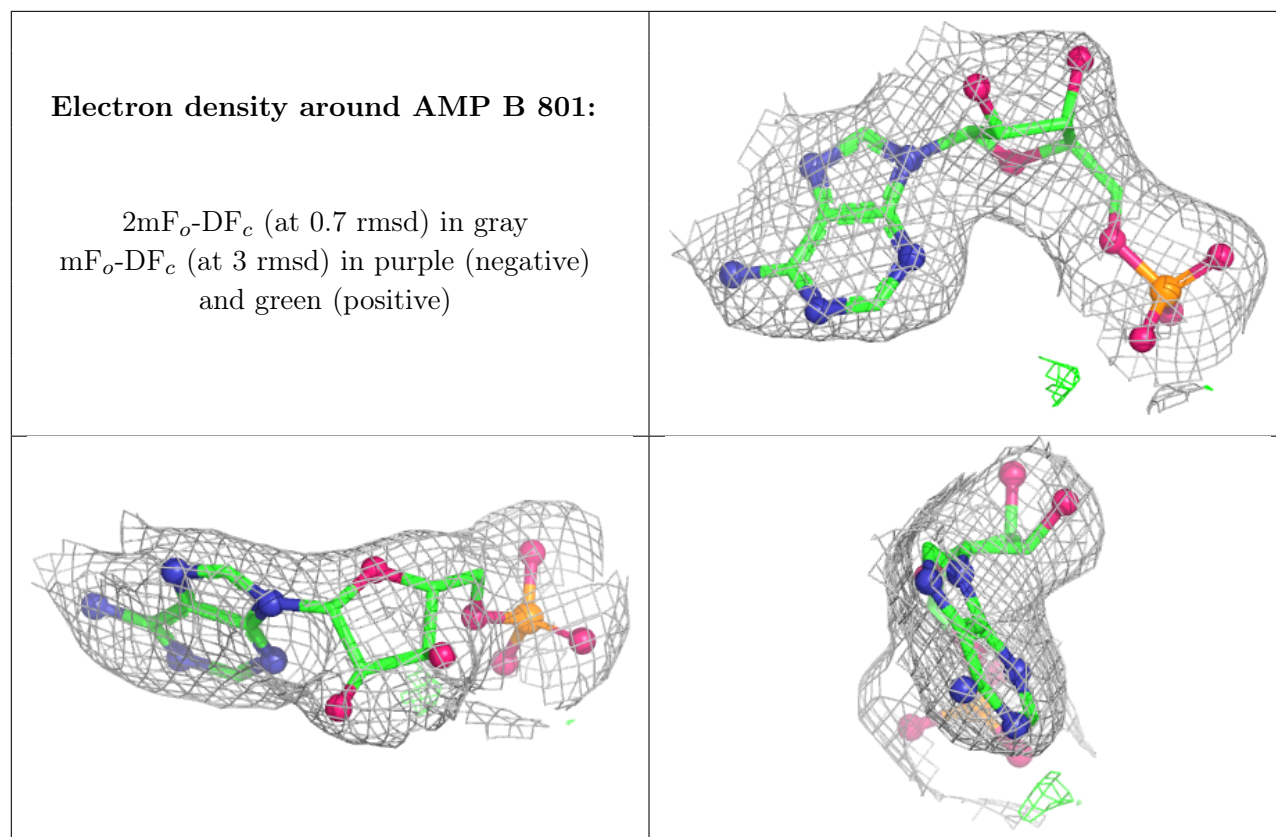 Electron density around AMP B 801:
2mFo-DFc (at 0.7 rmsd) in gray
mFo-DFc (at 3 rmsd) in purple (negative)
and green (positive)